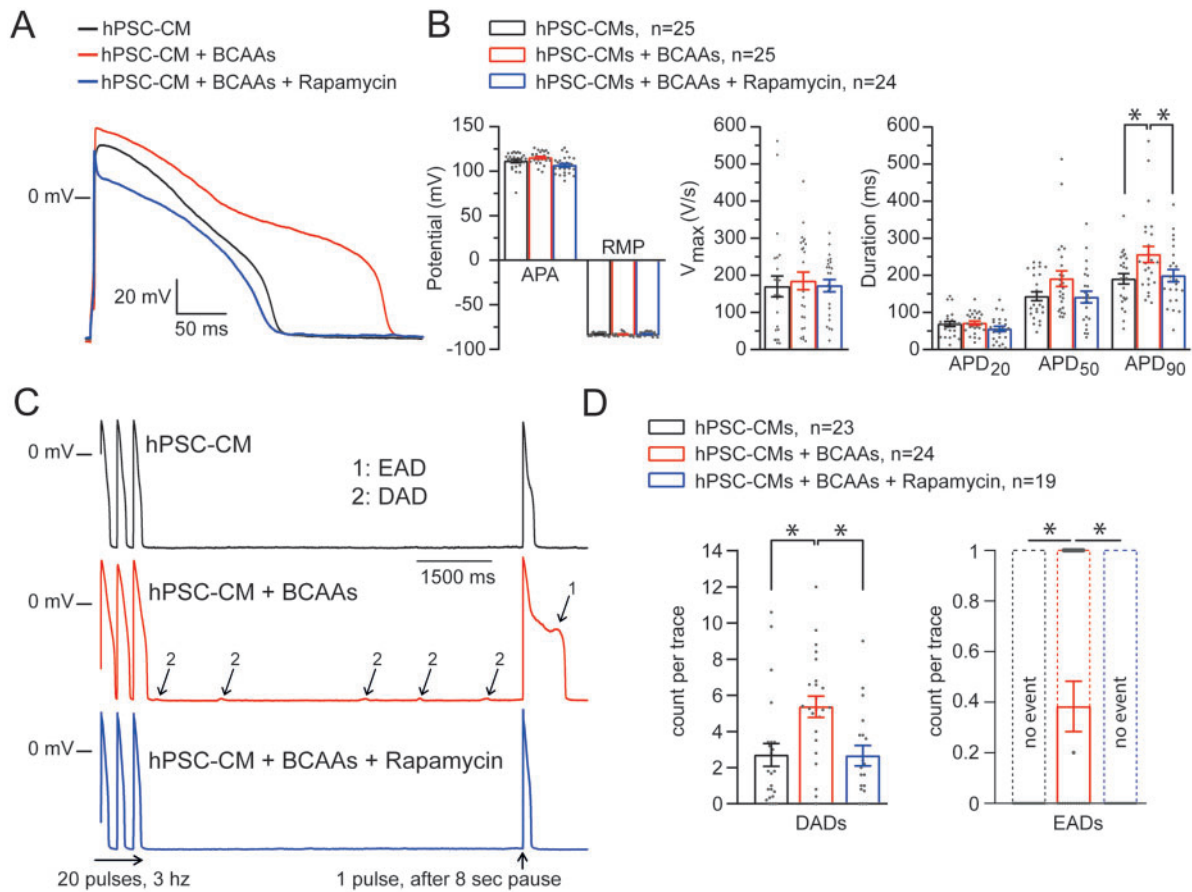 A
hPSC-CM
hPSC-CM + BCAAs
hPSC-CM + BCAAs + Rapamycin
0 mV
20 mV
50 ms
B
hPSC-CMs, n=25
hPSC-CMs + BCAAs, n=25
hPSC-CMs + BCAAs + Rapamycin, n=24
Potential (mV)
150
100
50
0
-50
-100
APA
RMP
Vmax (V/s)
600
500
400
300
200
100
0
Duration (ms)
600
500
400
300
200
100
0
* *
APD20 APD50 APD90
C
0 mV
hPSC-CM
1: EAD
2: DAD
1500 ms
0 mV
hPSC-CM + BCAAs
1
2 2 2 2 2
0 mV
hPSC-CM + BCAAs + Rapamycin
20 pulses, 3 hz
1 pulse, after 8 sec pause
D
hPSC-CMs, n=23
hPSC-CMs + BCAAs, n=24
hPSC-CMs + BCAAs + Rapamycin, n=19
count per trace
14
12
10
8
6
4
2
0
* *
DADs
count per trace
1
0.8
0.6
0.4
0.2
0
* *
no event
no event
EADs